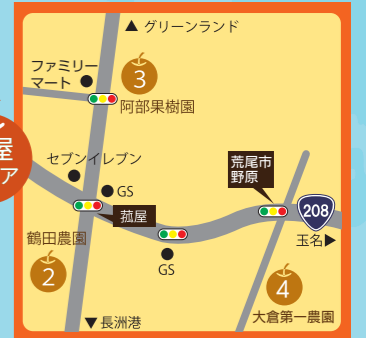 ▲ グリーンランド
ファミリー
マート
3
阿部果樹園
屋
ア
セブンイレブン
GS
菰屋
荒尾市
野原
208
玉名▶
鶴田農園
2
GS
4
大倉第一農園
▼長洲港